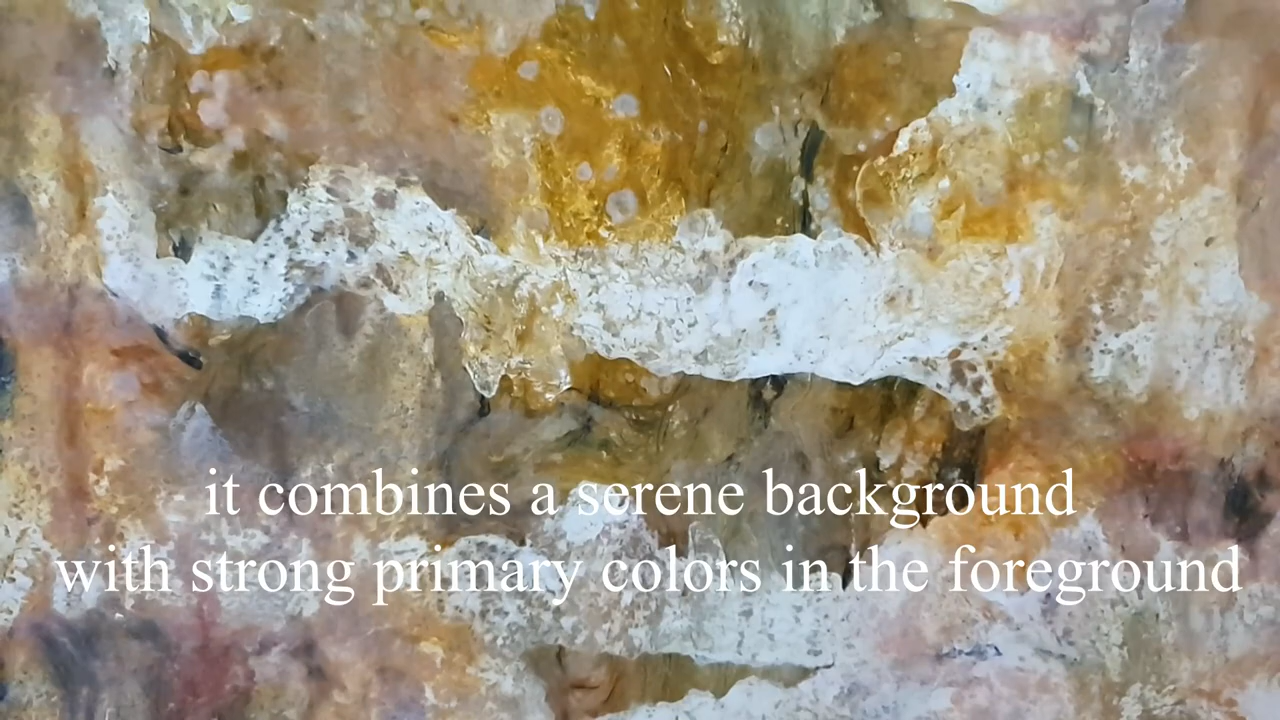 it combines a serene background
with strong primary colors in the foreground